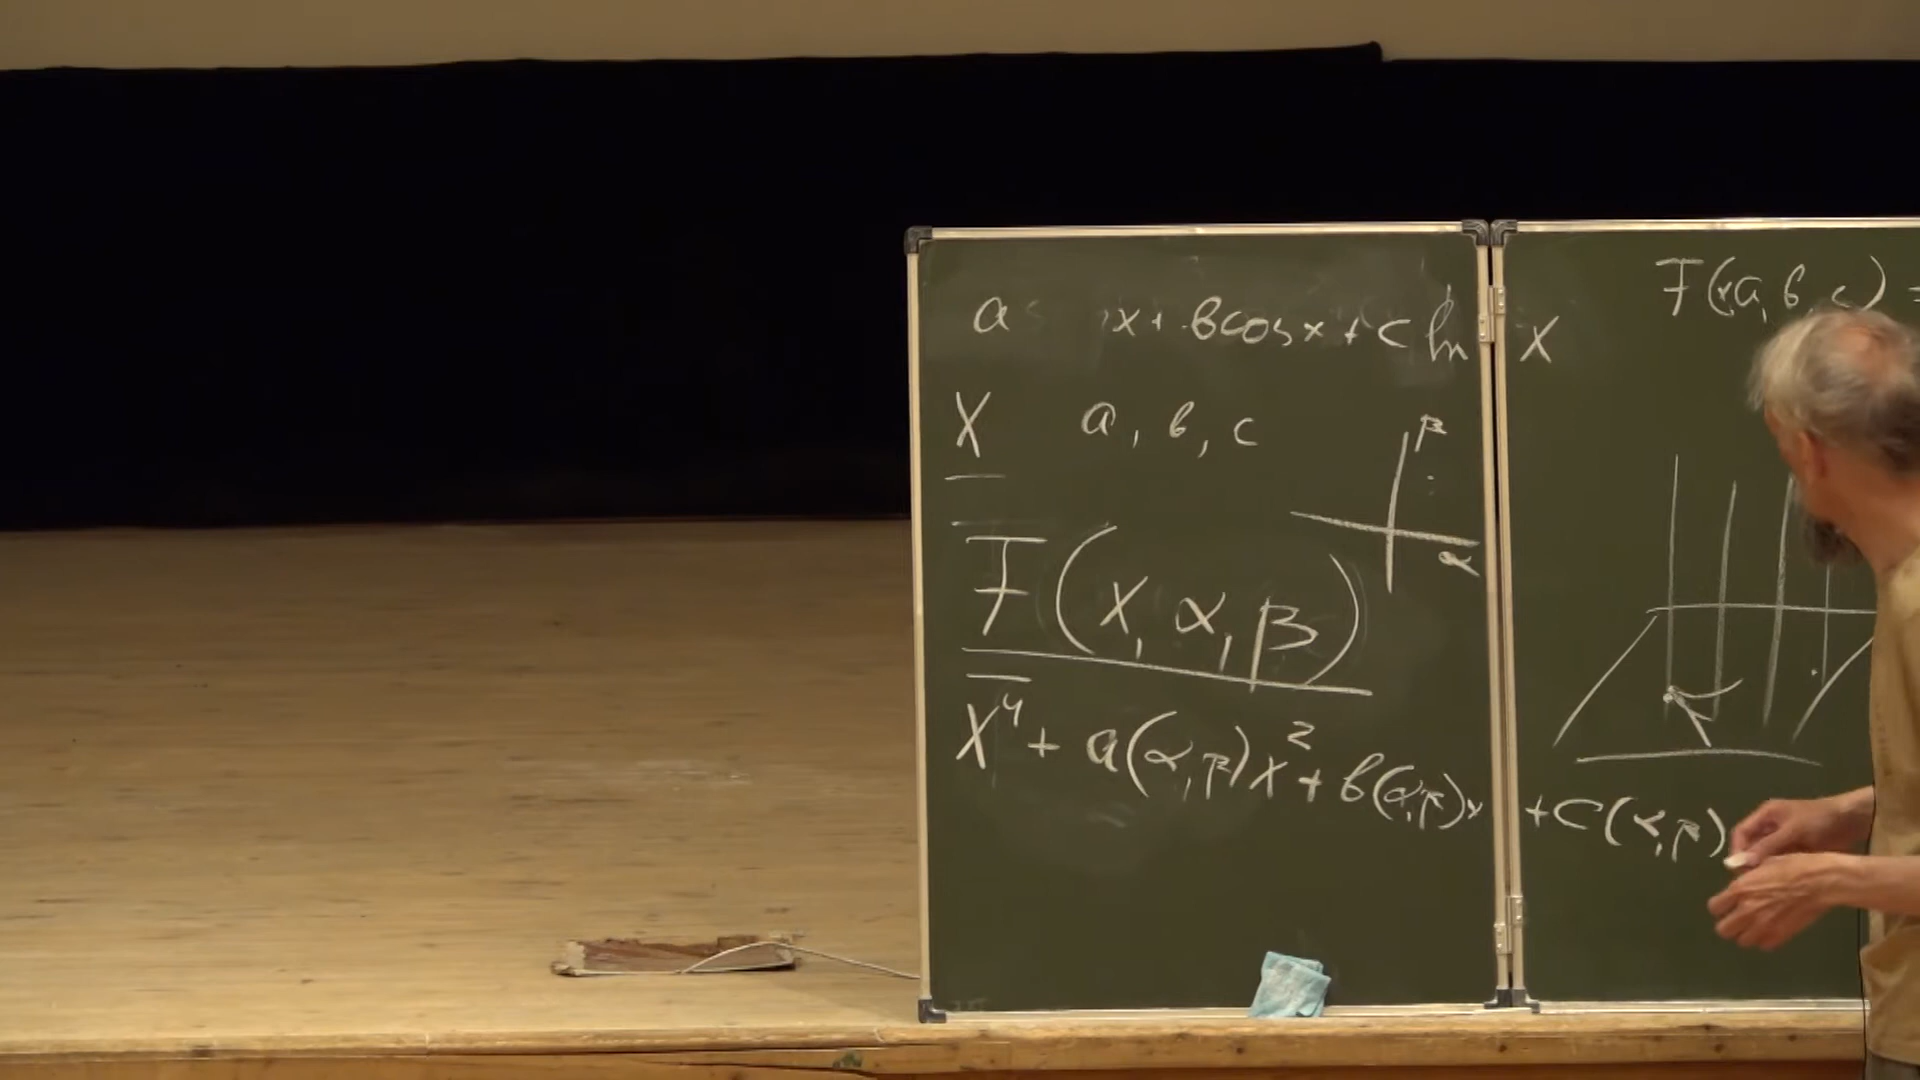 a x + в cos x + c ln x
F(x, a, в, c) =
X a, в, c
β
α
F(x, α, β)
x⁴ + a(α, β)x² + в(α, β)x + c(α, β)